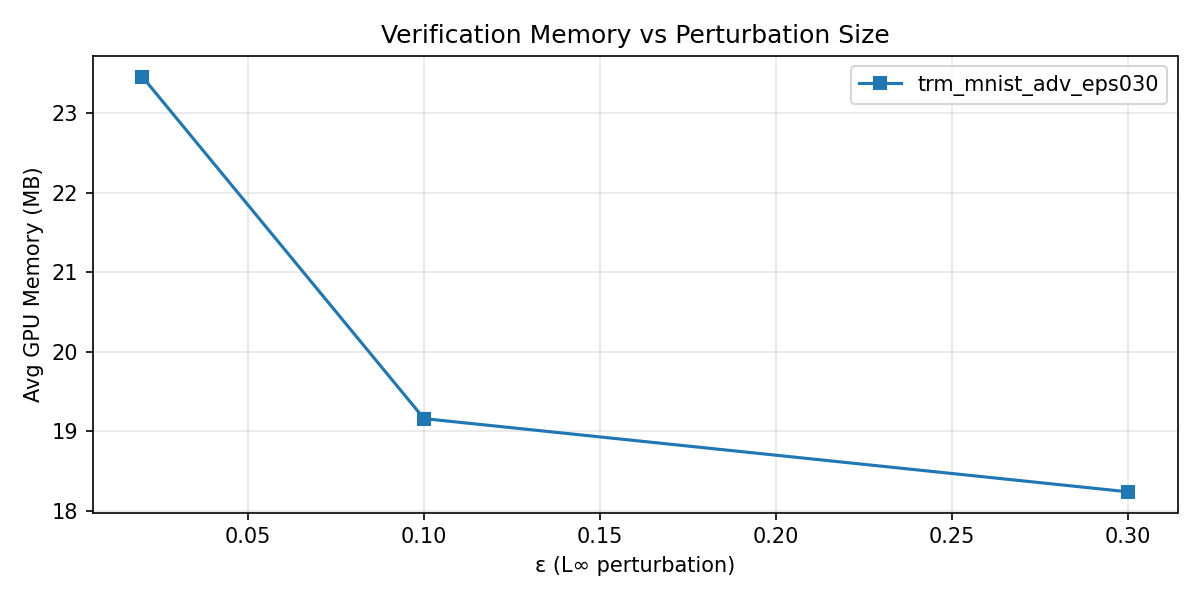 Verification Memory vs Perturbation Size
trm_mnist_adv_eps030
Avg GPU Memory (MB)
23
22
21
20
19
18
0.05 0.10 0.15 0.20 0.25 0.30
ε (L∞ perturbation)